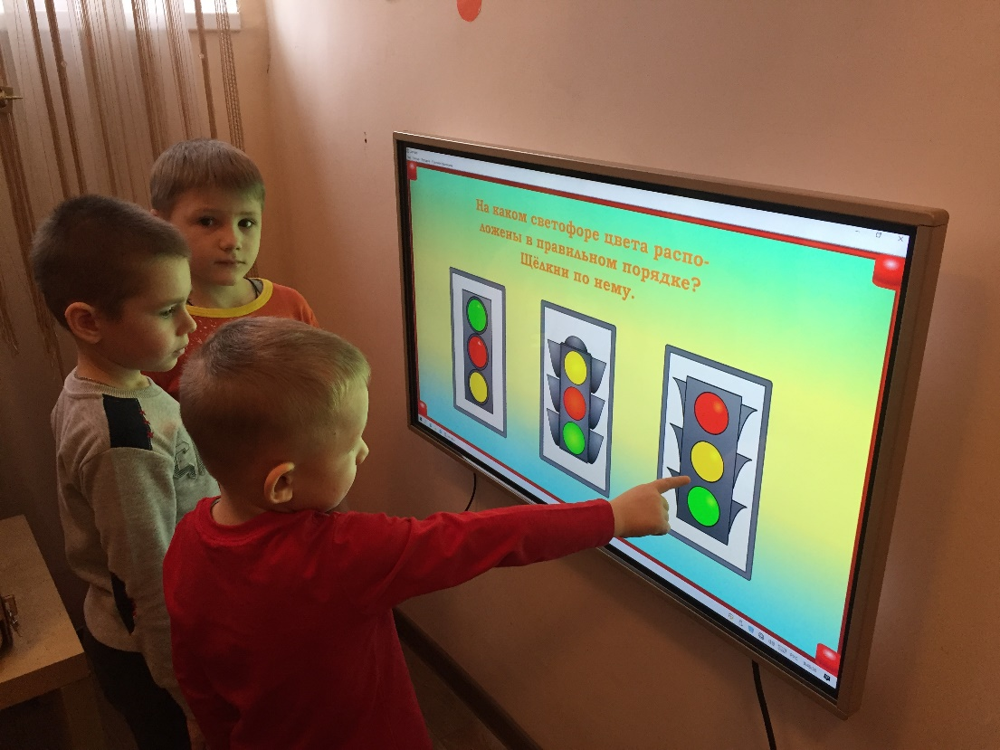 На каком светофоре цвета распо-
ложены в правильном порядке?
Щёлкни по нему.